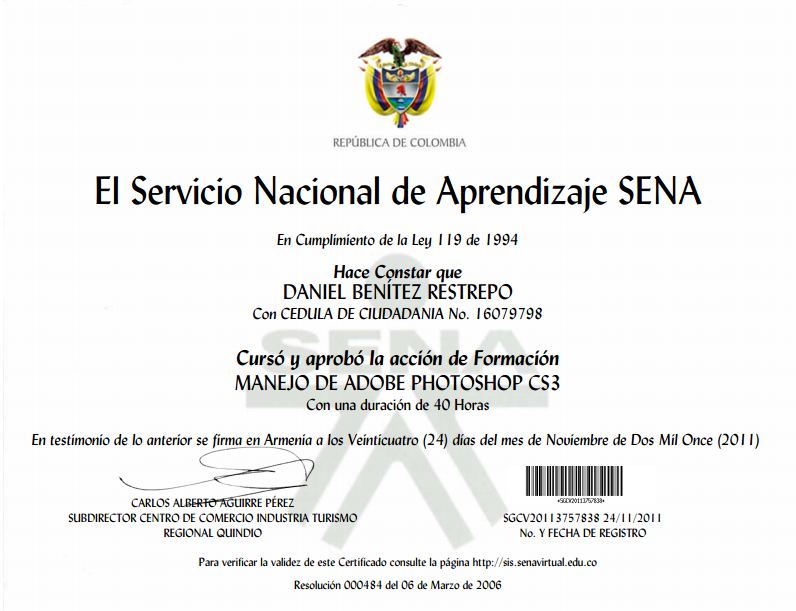 REPÚBLICA DE COLOMBIA
El Servicio Nacional de Aprendizaje SENA
En Cumplimiento de la Ley 119 de 1994
Hace Constar que
DANIEL BENÍTEZ RESTREPO
Con CEDULA DE CIUDADANIA No. 16079798
SENA
Cursó y aprobó la acción de Formación
MANEJO DE ADOBE PHOTOSHOP CS3
Con una duración de 40 Horas
En testimonio de lo anterior se firma en Armenia a los Veinticuatro (24) días del mes de Noviembre de Dos Mil Once (2011)
*SGCV20113757838*
CARLOS ALBERTO AGUIRRE PÉREZ
SUBDIRECTOR CENTRO DE COMERCIO INDUSTRIA TURISMO
REGIONAL QUINDIO
SGCV20113757838 24/11/2011
No. Y FECHA DE REGISTRO
Para verificar la validez de este Certificado consulte la página http://sis.senavirtual.edu.co
Resolución 000484 del 06 de Marzo de 2006